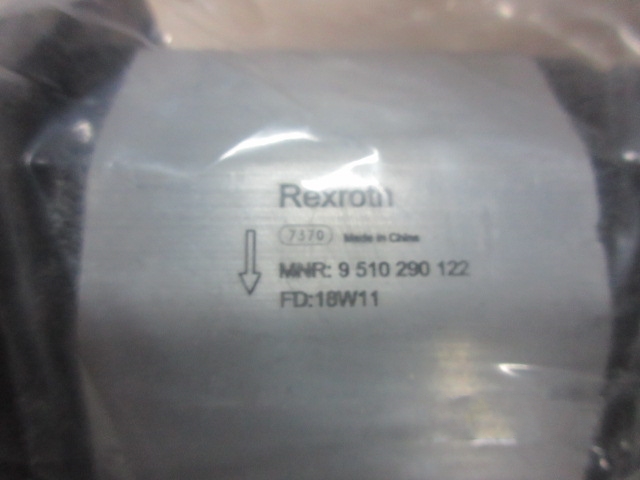 Rexroth
7370 Made in China
MNR: 9 510 290 122
FD:18W11